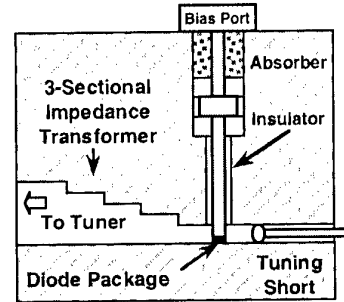 Bias Port
Absorber
3-Sectional
Impedance
Transformer
Insulator
To Tuner
Diode Package
Tuning
Short